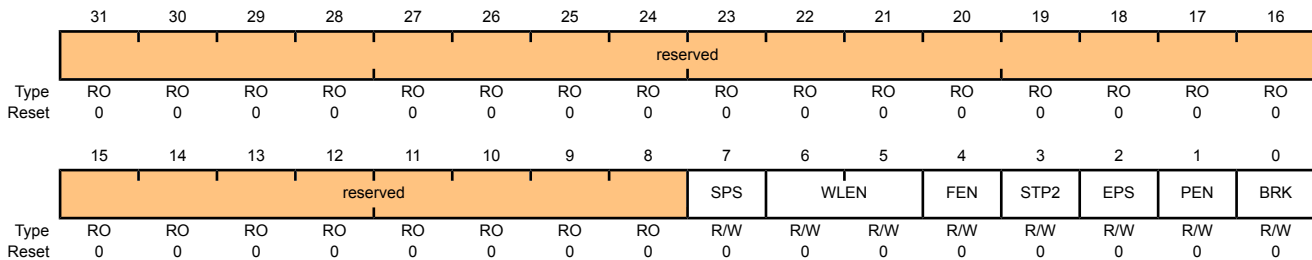 31 30 29 28 27 26 25 24 23 22 21 20 19 18 17 16
reserved
Type RO RO RO RO RO RO RO RO RO RO RO RO RO RO RO RO
Reset 0 0 0 0 0 0 0 0 0 0 0 0 0 0 0 0
15 14 13 12 11 10 9 8 7 6 5 4 3 2 1 0
reserved SPS WLEN FEN STP2 EPS PEN BRK
Type RO RO RO RO RO RO RO RO R/W R/W R/W R/W R/W R/W R/W R/W
Reset 0 0 0 0 0 0 0 0 0 0 0 0 0 0 0 0